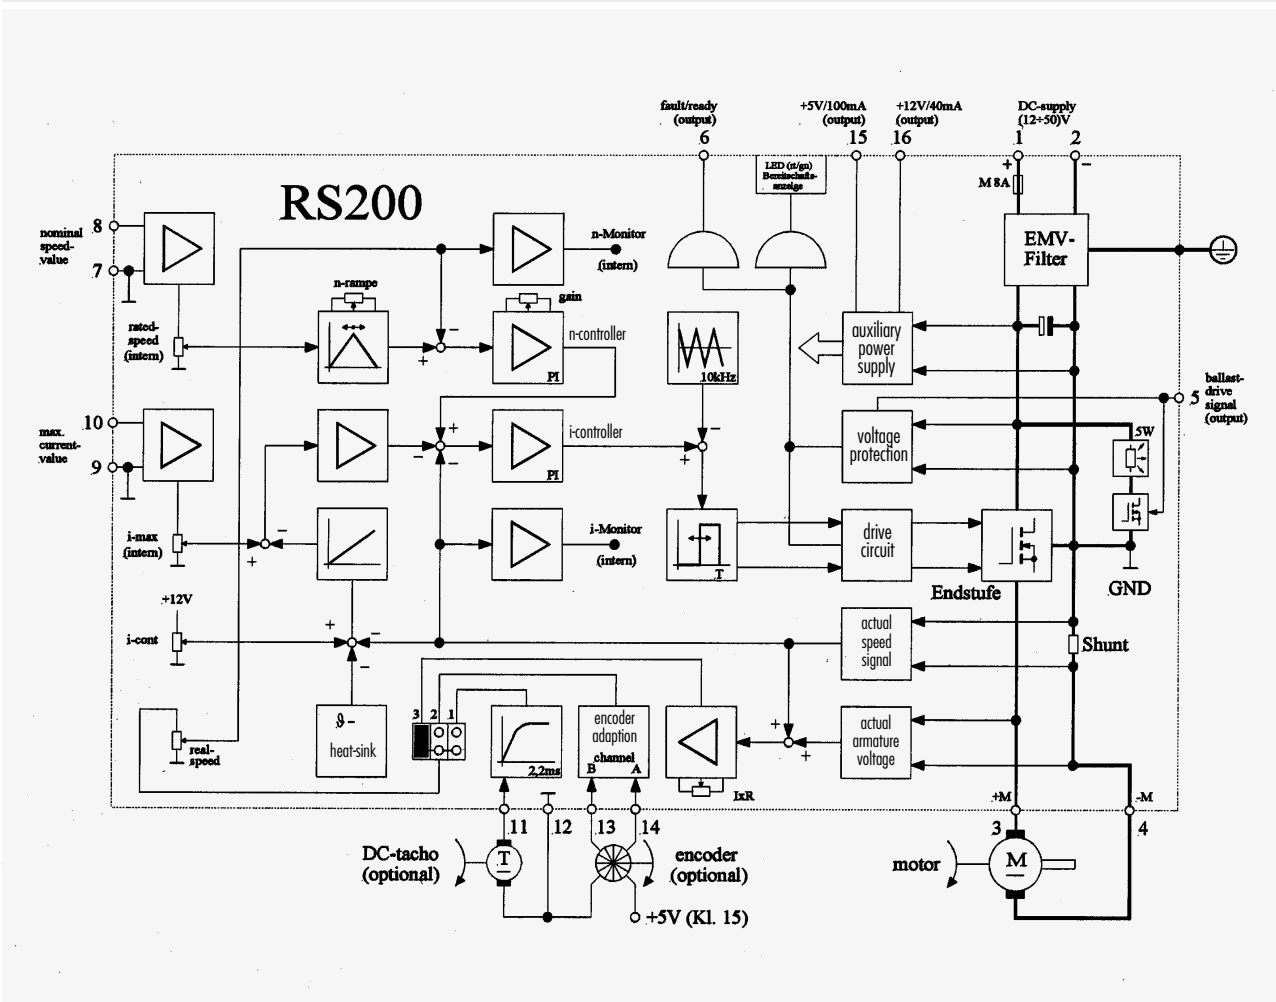 fault/ready
(output)
6
+5V/100mA
(output)
15
+12V/40mA
(output)
16
DC-supply
(12÷50)V
1
2
+
−
LED (rt/gn)
Bereitschafts-
anzeige
M 8A
RS200
EMV-
Filter
nominal
speed-
value
8
7
n-Monitor
(intern)
n-rampe
gain
rated-
speed
(intern)
−
+
n-controller
PI
10kHz
auxiliary
power
supply
ballast-
drive
signal
(output)
5
max.
current-
value
10
9
+
−
−
i-controller
PI
−
+
voltage
protection
5W
i-max
(intern)
−
+
i-Monitor
(intern)
T
drive
circuit
Endstufe
GND
+12V
i-cont
+
−
−
actual
speed
signal
Shunt
real-
speed
ϑ –
heat-sink
3
2
1
2,2ms
encoder
adaption
channel
B
A
IxR
+
+
actual
armature
voltage
+M
-M
11
12
13
14
3
4
DC-tacho
(optional)
T
encoder
(optional)
motor
M
+5V (Kl. 15)